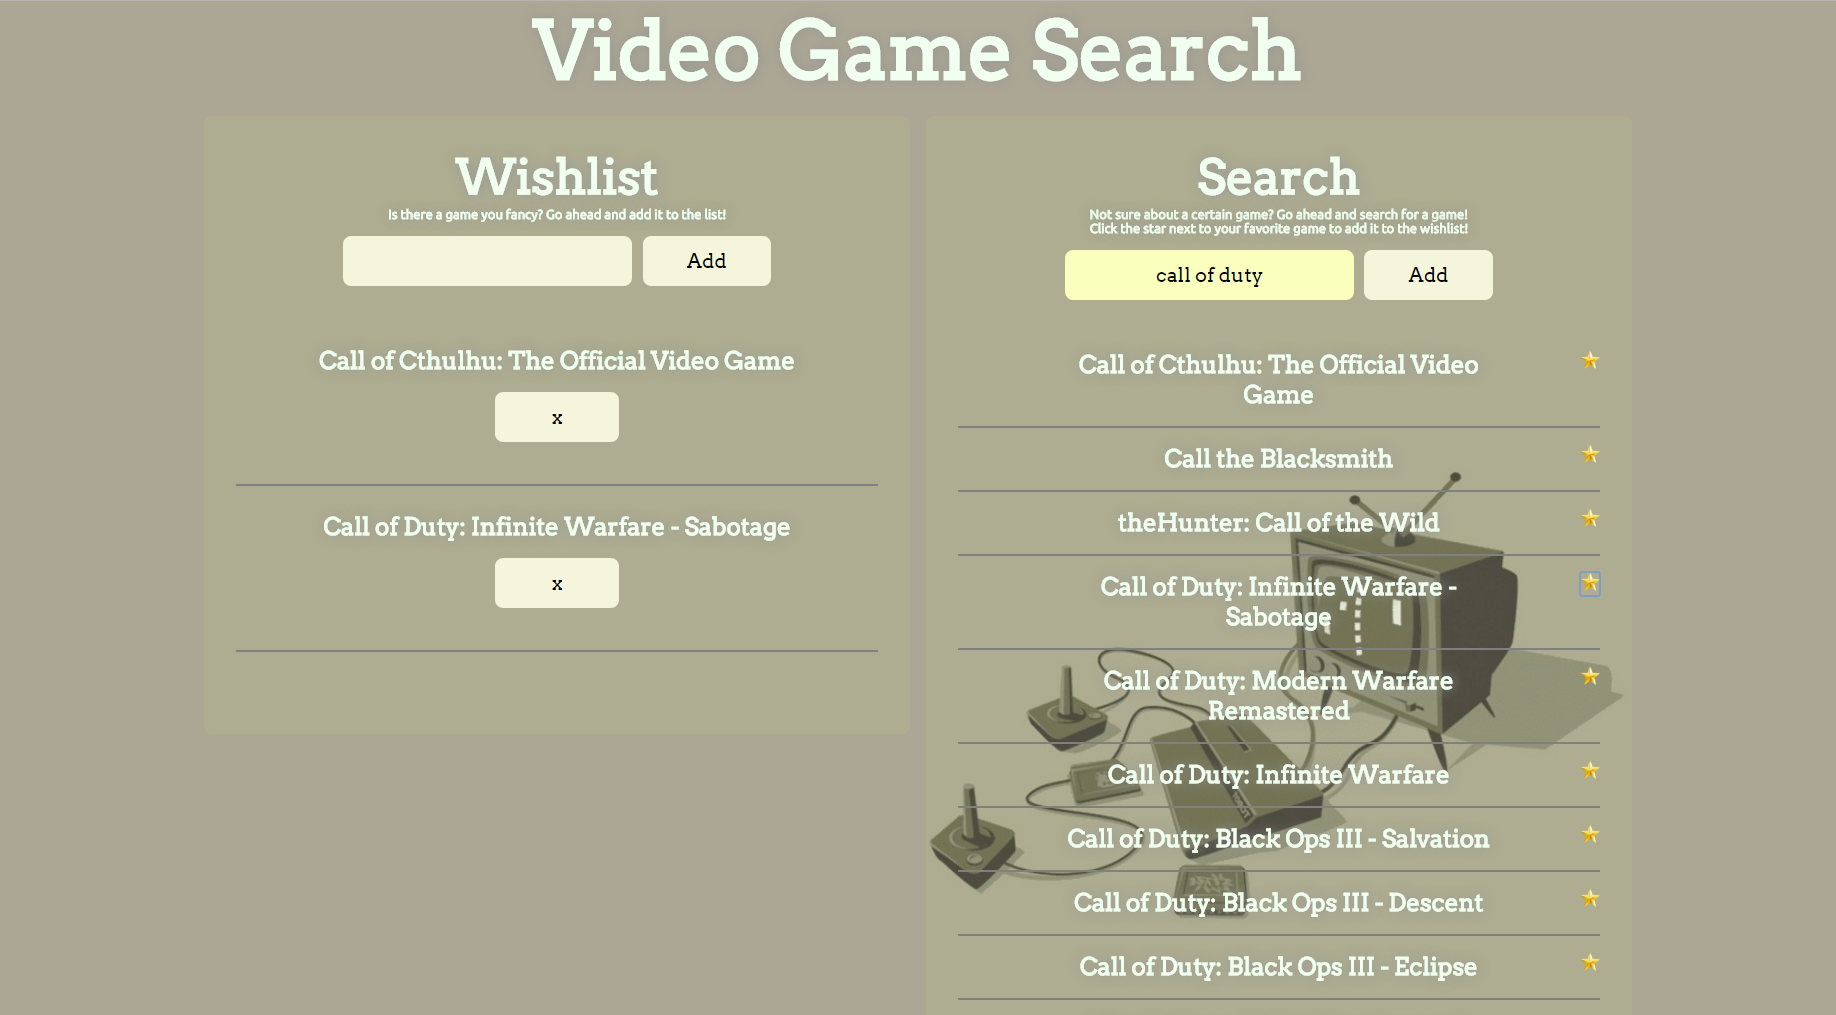 Video Game Search
Wishlist
Is there a game you fancy? Go ahead and add it to the list!
Add
Call of Cthulhu: The Official Video Game
x
Call of Duty: Infinite Warfare - Sabotage
x
Search
Not sure about a certain game? Go ahead and search for a game!
Click the star next to your favorite game to add it to the wishlist!
call of duty
Add
Call of Cthulhu: The Official Video
Game
Call the Blacksmith
theHunter: Call of the Wild
Call of Duty: Infinite Warfare -
Sabotage
Call of Duty: Modern Warfare
Remastered
Call of Duty: Infinite Warfare
Call of Duty: Black Ops III - Salvation
Call of Duty: Black Ops III - Descent
Call of Duty: Black Ops III - Eclipse